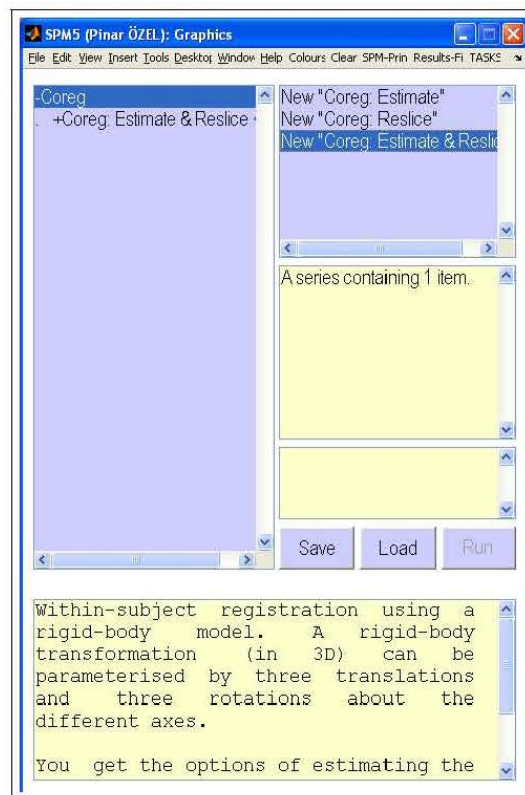 SPM5 (Pinar ÖZEL): Graphics
File Edit View Insert Tools Desktop Window Help Colours Clear SPM-Prin Results-Fi TASKS
-Coreg
. +Coreg: Estimate & Reslice
New "Coreg: Estimate"
New "Coreg: Reslice"
New "Coreg: Estimate & Reslic
A series containing 1 item.
Save Load Run
Within-subject registration using a
rigid-body model. A rigid-body
transformation (in 3D) can be
parameterised by three translations
and three rotations about the
different axes.
You get the options of estimating the